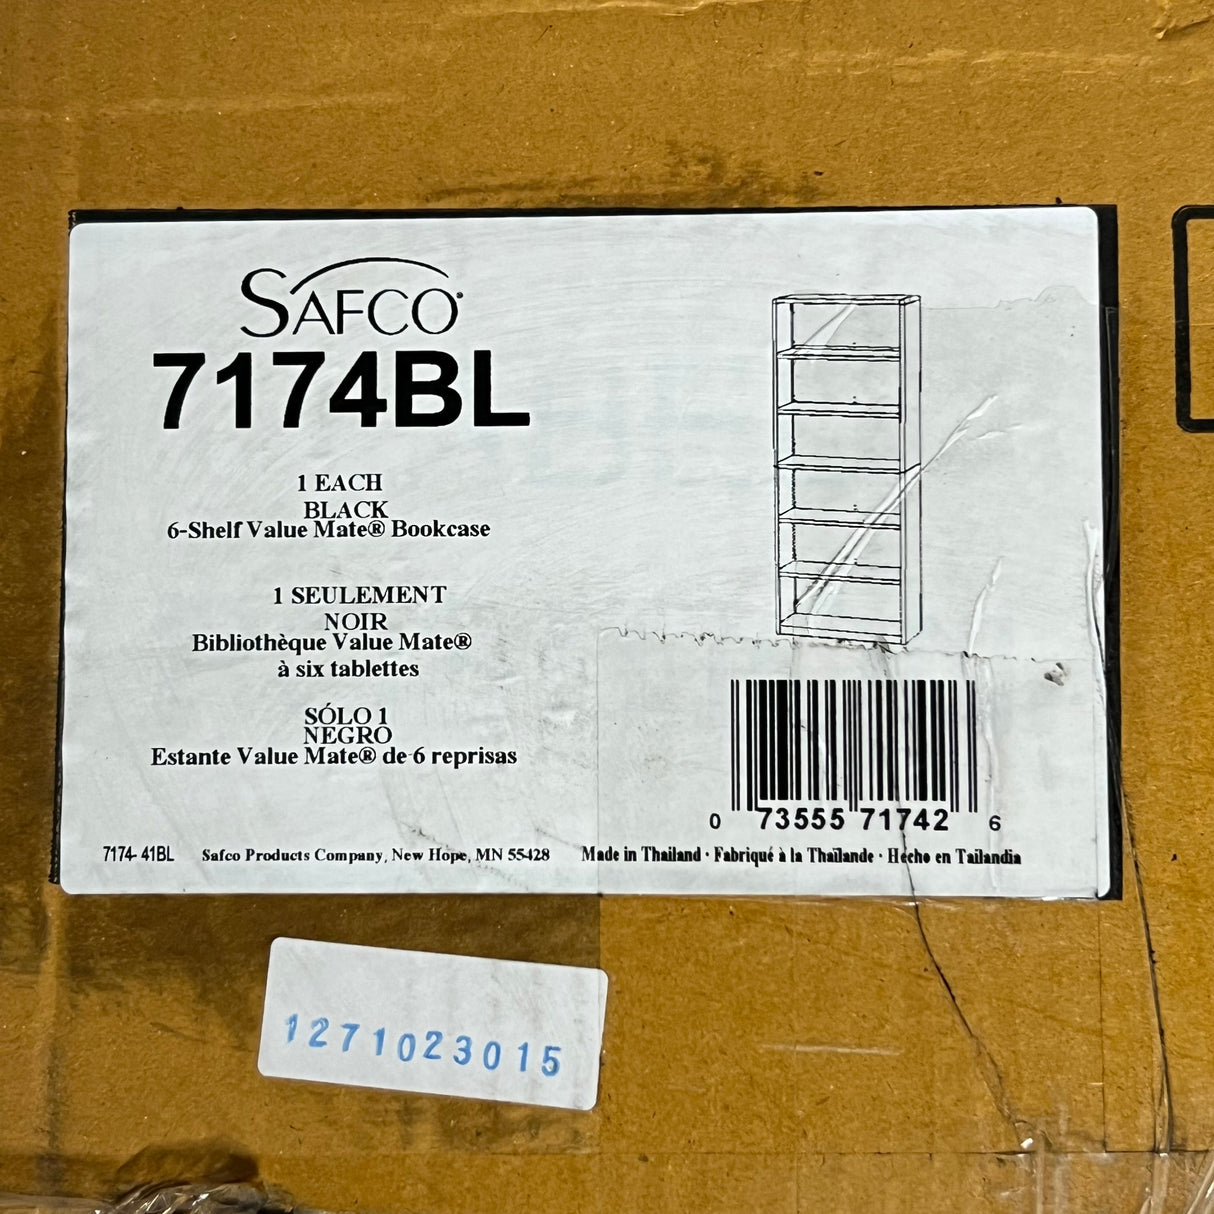 SAFCO
7174BL
1 EACH
BLACK
6-Shelf Value Mate® Bookcase
1 SEULEMENT
NOIR
Bibliothèque Value Mate®
à six tablettes
SÓLO 1
NEGRO
Estante Value Mate® de 6 reprisas
0 73555 71742 6
7174- 41BL Safco Products Company, New Hope, MN 55428 Made in Thailand · Fabriqué à la Thaïlande · Hecho en Tailandia
1271023015